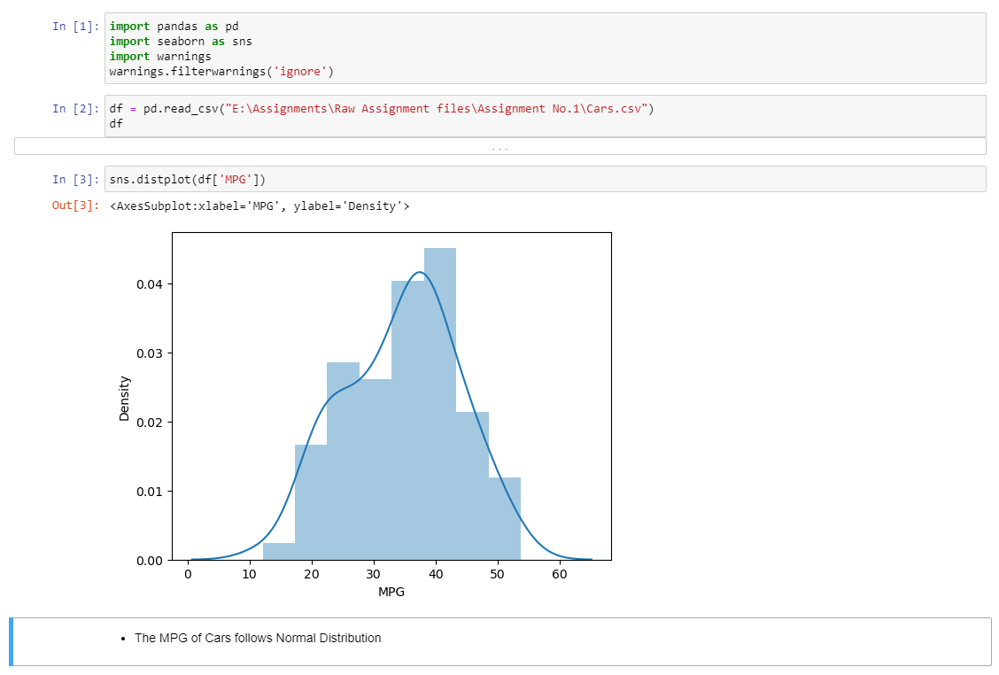 In [1]: import pandas as pd
import seaborn as sns
import warnings
warnings.filterwarnings('ignore')
In [2]: df = pd.read_csv("E:\Assignments\Raw Assignment files\Assignment No.1\Cars.csv")
df
...
In [3]: sns.distplot(df['MPG'])
Out[3]: <AxesSubplot:xlabel='MPG', ylabel='Density'>
0.04
0.03
0.02
0.01
0.00
Density
0 10 20 30 40 50 60
MPG
• The MPG of Cars follows Normal Distribution